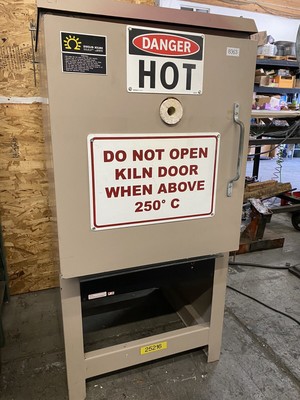 DANGER
HOT
DO NOT OPEN
KILN DOOR
WHEN ABOVE
250° C
25216